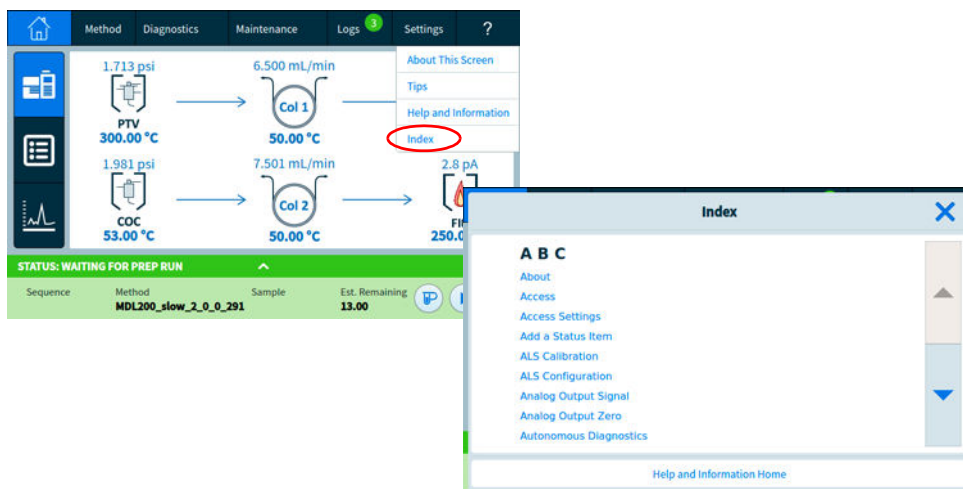 Method Diagnostics Maintenance Logs 3 Settings ?
About This Screen
Tips
Help and Information
Index
1.713 psi 6.500 mL/min
Col 1
PTV
300.00 °C 50.00 °C
1.981 psi 7.501 mL/min 2.8 pA
Col 2
COC
53.00 °C 50.00 °C
STATUS: WAITING FOR PREP RUN
Sequence Method Sample Est. Remaining
MDL200_slow_2_0_0_291 13.00
P
Index
A B C
About
Access
Access Settings
Add a Status Item
ALS Calibration
ALS Configuration
Analog Output Signal
Analog Output Zero
Autonomous Diagnostics
Help and Information Home